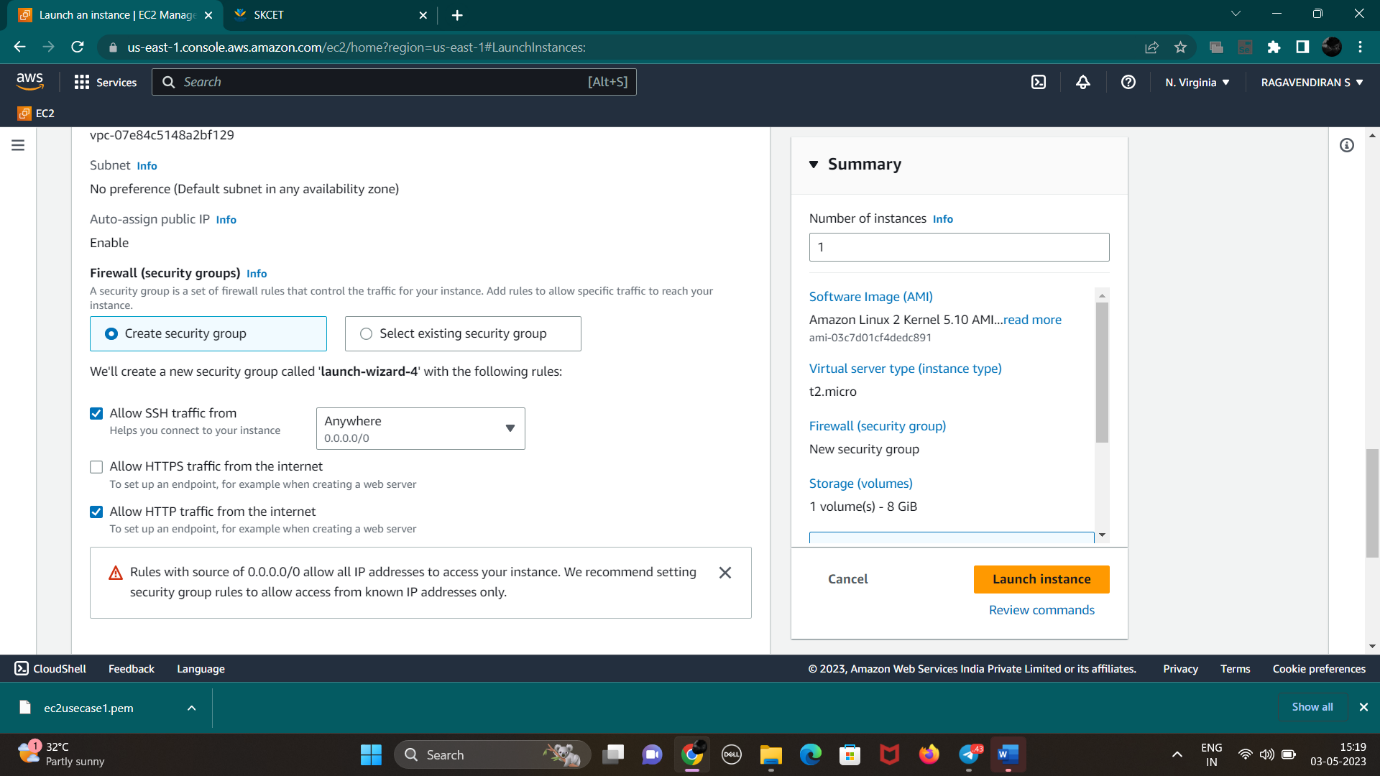 Launch an instance | EC2 Manag
SKCET
us-east-1.console.aws.amazon.com/ec2/home?region=us-east-1#LaunchInstances:
aws
Services
Search
[Alt+S]
N. Virginia
RAGAVENDIRAN S
EC2
vpc-07e84c5148a2bf129
Subnet Info
No preference (Default subnet in any availability zone)
Auto-assign public IP Info
Enable
Firewall (security groups) Info
A security group is a set of firewall rules that control the traffic for your instance. Add rules to allow specific traffic to reach your
instance.
Create security group
Select existing security group
We'll create a new security group called 'launch-wizard-4' with the following rules:
Allow SSH traffic from
Helps you connect to your instance
Anywhere
0.0.0.0/0
Allow HTTPS traffic from the internet
To set up an endpoint, for example when creating a web server
Allow HTTP traffic from the internet
To set up an endpoint, for example when creating a web server
Rules with source of 0.0.0.0/0 allow all IP addresses to access your instance. We recommend setting
security group rules to allow access from known IP addresses only.
Summary
Number of instances Info
1
Software Image (AMI)
Amazon Linux 2 Kernel 5.10 AMI...read more
ami-03c7d01cf4dedc891
Virtual server type (instance type)
t2.micro
Firewall (security group)
New security group
Storage (volumes)
1 volume(s) - 8 GiB
Cancel
Launch instance
Review commands
CloudShell
Feedback
Language
© 2023, Amazon Web Services India Private Limited or its affiliates.
Privacy
Terms
Cookie preferences
ec2usecase1.pem
Show all
1
32°C
Partly sunny
Search
DELL
43
W
ENG
IN
15:19
03-05-2023